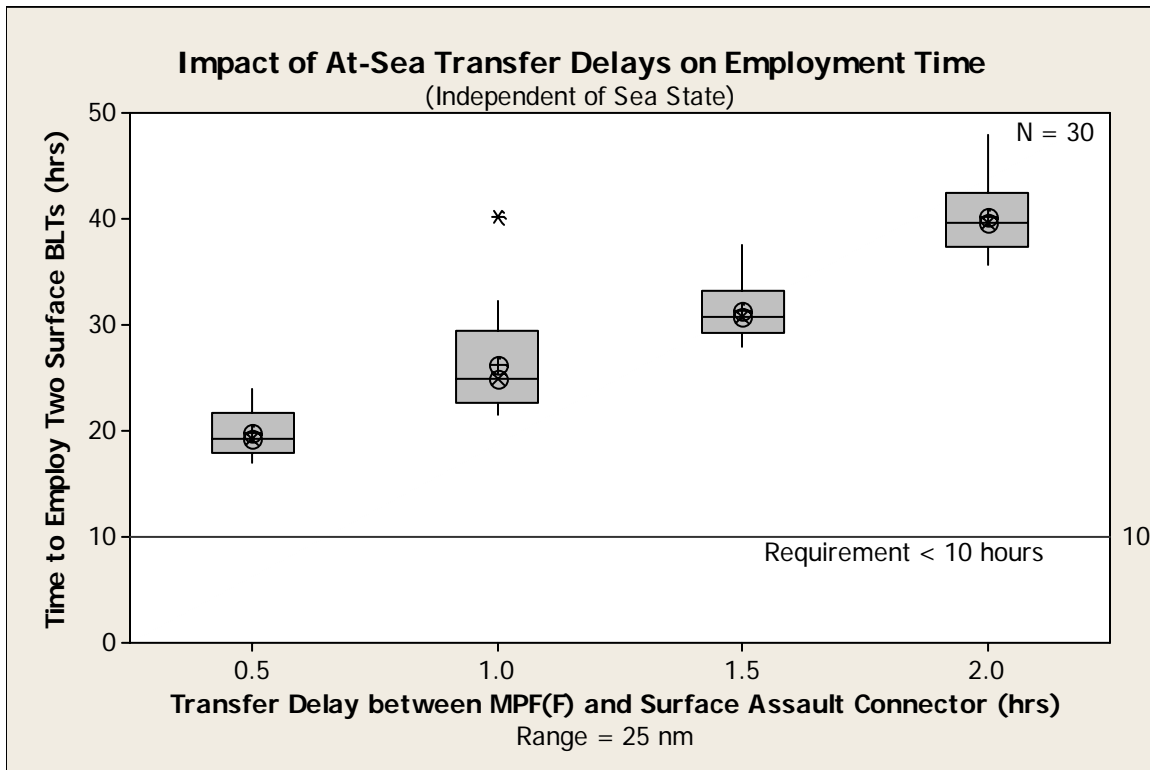 Impact of At-Sea Transfer Delays on Employment Time
(Independent of Sea State)
N = 30
Time to Employ Two Surface BLTs (hrs)
50
40
30
20
10
0
10
Requirement < 10 hours
0.5 1.0 1.5 2.0
Transfer Delay between MPF(F) and Surface Assault Connector (hrs)
Range = 25 nm